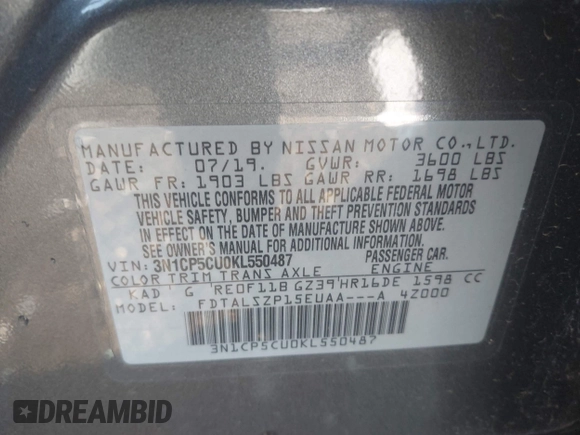 MANUFACTURED BY NISSAN MOTOR CO., LTD.
DATE: 07/19. GVWR: 3600 LBS
GAWR FR: 1903 LBS GAWR RR: 1698 LBS
THIS VEHICLE CONFORMS TO ALL APPLICABLE FEDERAL MOTOR
VEHICLE SAFETY, BUMPER AND THEFT PREVENTION STANDARDS
IN EFFECT ON THE DATE OF MANUFACTURE SHOWN ABOVE.
SEE OWNER'S MANUAL FOR ADDITIONAL INFORMATION.
VIN: 3N1CP5CU0KL550487 PASSENGER CAR.
COLOR TRIM TRANS AXLE ENGINE
KAD G RE0F11B GZ39 HR16DE 1598 CC
MODEL: FDTALSZP15EUAA---A 4Z000
3N1CP5CU0KL550487
DREAMBID